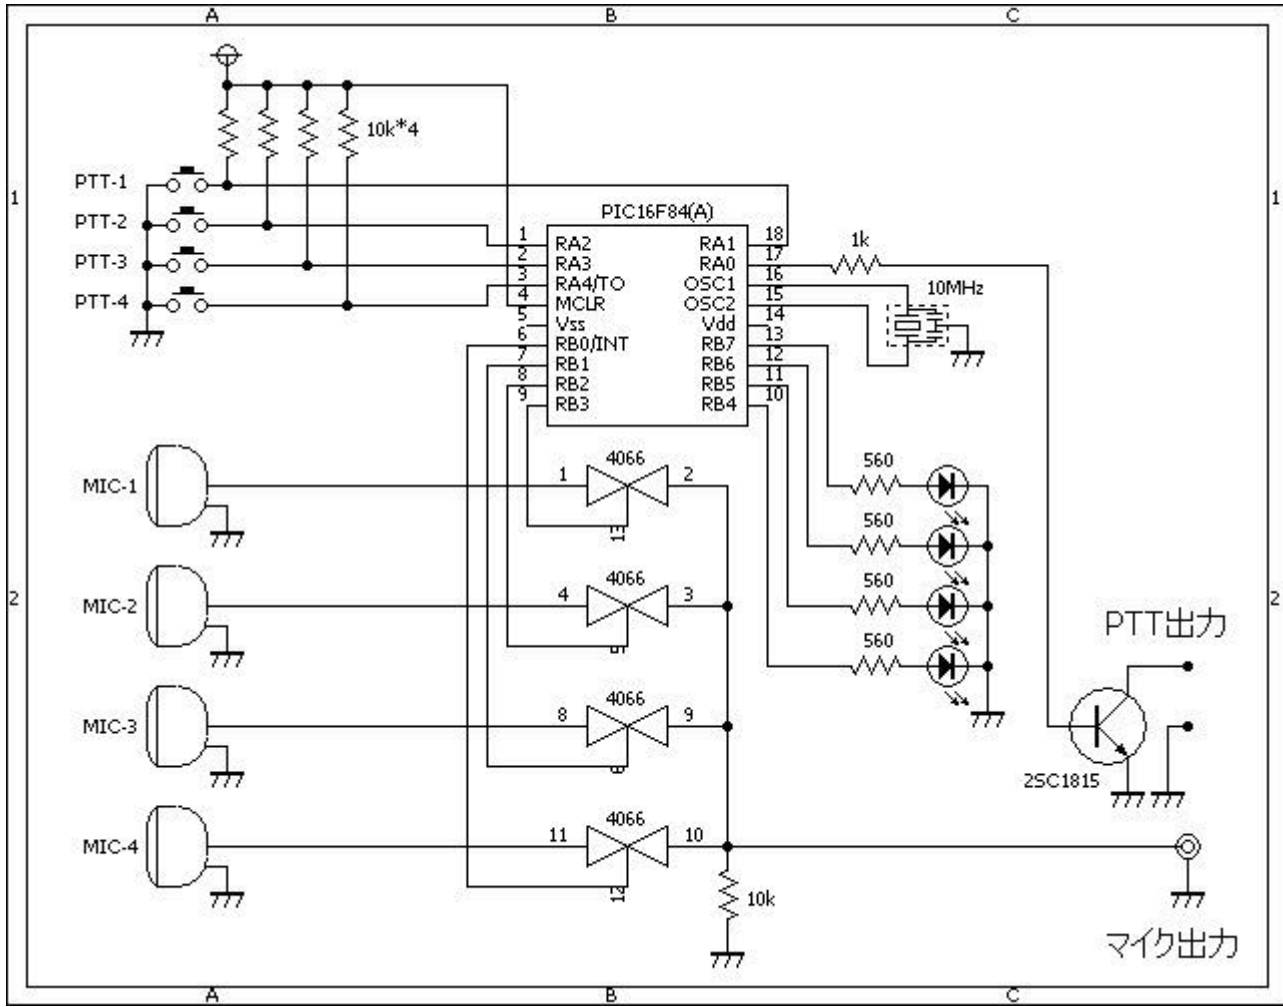 A B C
10k*4
PTT-1
1 1
PTT-2
PTT-3
PTT-4
PIC16F84(A)
1 RA2 RA1 18
2 RA3 RA0 17
3 RA4/TO OSC1 16
4 MCLR OSC2 15
5 Vss Vdd 14
6 RB0/INT RB7 13
7 RB1 RB6 12
8 RB2 RB5 11
9 RB3 RB4 10
1k
10MHz
MIC-1
1 4066 2
13
560
560
560
560
2 2
MIC-2
4 4066 3
PTT出力
MIC-3
8 4066 9
2SC1815
MIC-4
11 4066 10
12
10k
マイク出力
A B C